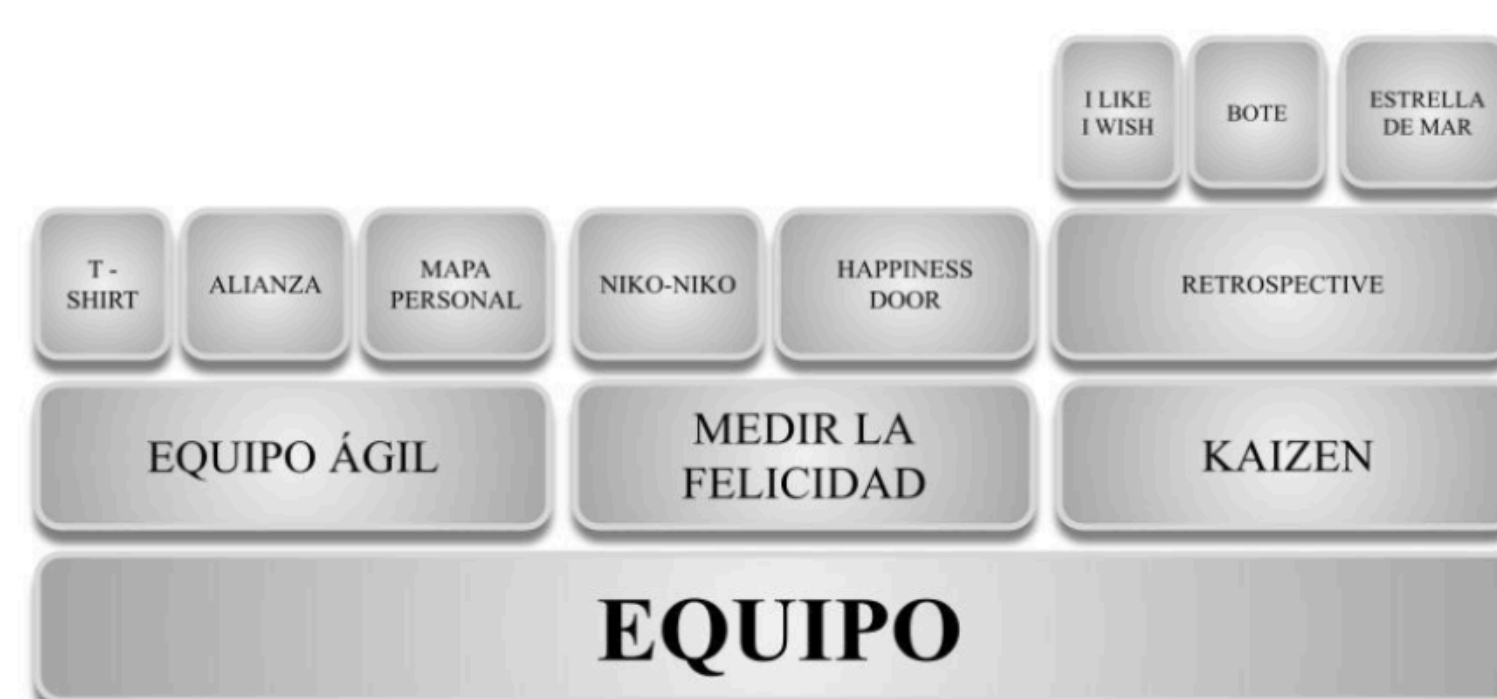 I LIKE
I WISH
BOTE
ESTRELLA
DE MAR
T -
SHIRT
ALIANZA
MAPA
PERSONAL
NIKO-NIKO
HAPPINESS
DOOR
RETROSPECTIVE
EQUIPO ÁGIL
MEDIR LA
FELICIDAD
KAIZEN
EQUIPO